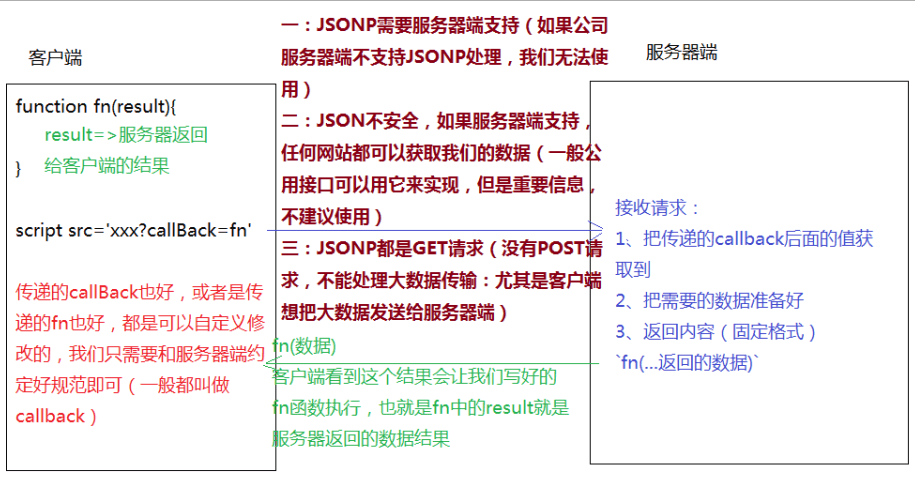 客户端
function fn(result){
result=>服务器返回
给客户端的结果
}
script src='xxx?callBack=fn'
传递的callBack也好，或者是传
递的fn也好，都是可以自定义修
改的，我们只需要和服务器端约
定好规范即可（一般都叫做
callback）
一：JSONP需要服务器端支持（如果公司
服务器端不支持JSONP处理，我们无法使
用）
二：JSON不安全，如果服务器端支持，
任何网站都可以获取我们的数据（一般公
用接口可以用它来实现，但是重要信息，
不建议使用）
三：JSONP都是GET请求（没有POST请
求，不能处理大数据传输：尤其是客户端
想把大数据发送给服务器端）
fn(数据)
客户端看到这个结果会让我们写好的
fn函数执行，也就是fn中的result就是
服务器返回的数据结果
服务器端
接收请求：
1、把传递的callback后面的值获
取到
2、把需要的数据准备好
3、返回内容（固定格式）
`fn(...返回的数据)`